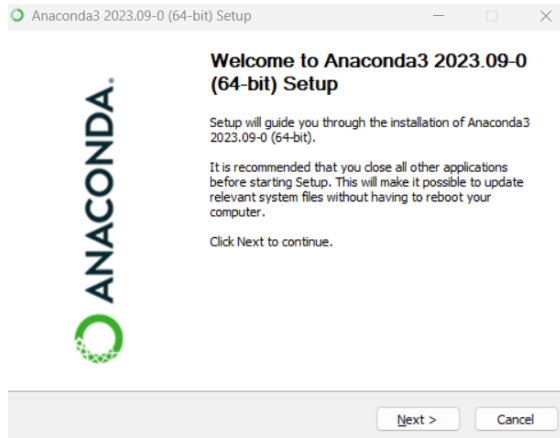 Anaconda3 2023.09-0 (64-bit) Setup
Welcome to Anaconda3 2023.09-0
(64-bit) Setup
Setup will guide you through the installation of Anaconda3
2023.09-0 (64-bit).
It is recommended that you close all other applications
before starting Setup. This will make it possible to update
relevant system files without having to reboot your
computer.
Click Next to continue.
ANACONDA.
Next >
Cancel